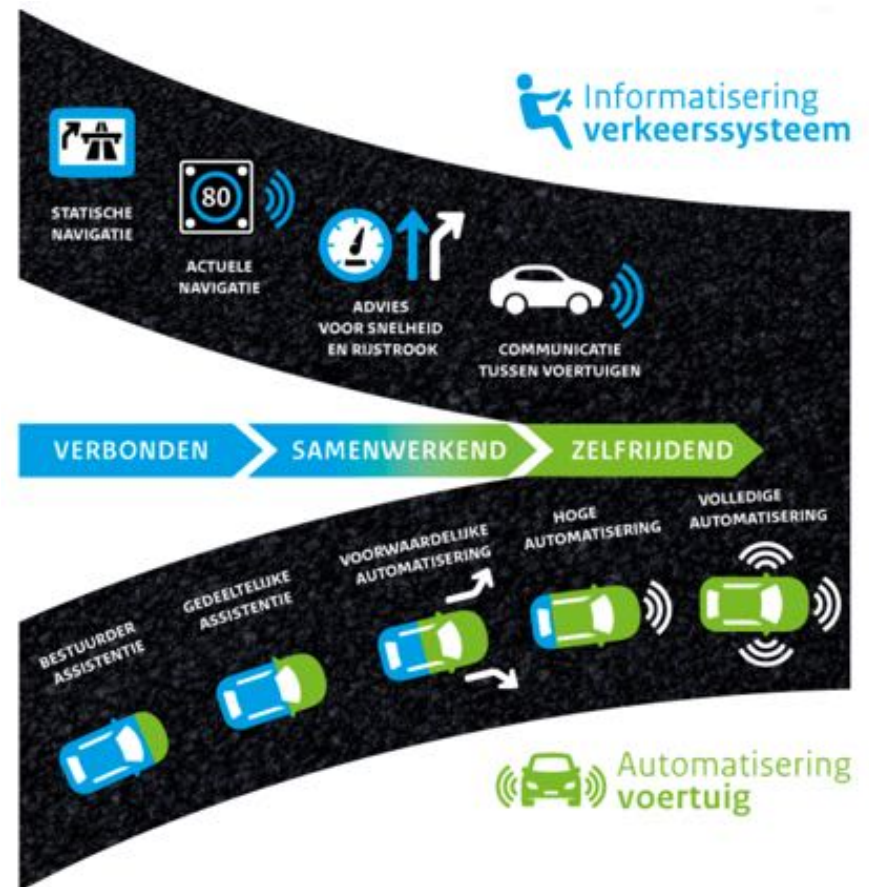 Informatisering
verkeerssysteem
STATISCHE
NAVIGATIE
80
ACTUELE
NAVIGATIE
ADVIES
VOOR SNELHEID
EN RIJSTROOK
COMMUNICATIE
TUSSEN VOERTUIGEN
VERBONDEN
SAMENWERKEND
ZELFRIJDEND
BESTUURDER
ASSISTENTIE
GEDEELTELIJKE
ASSISTENTIE
VOORWAARDELIJKE
AUTOMATISERING
HOGE
AUTOMATISERING
VOLLEDIGE
AUTOMATISERING
Automatisering
voertuig